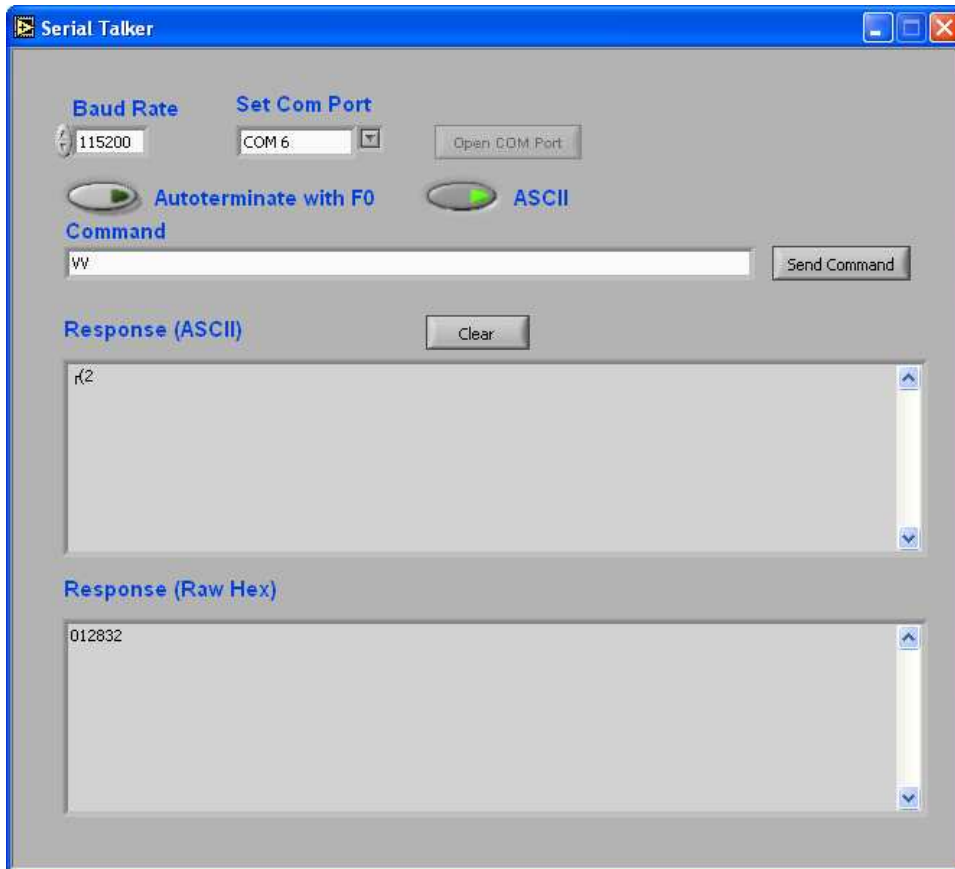 Serial Talker
Baud Rate
Set Com Port
115200
COM 6
Open COM Port
Autoterminate with F0
ASCII
Command
VV
Send Command
Response (ASCII)
Clear
┌(2
Response (Raw Hex)
012832